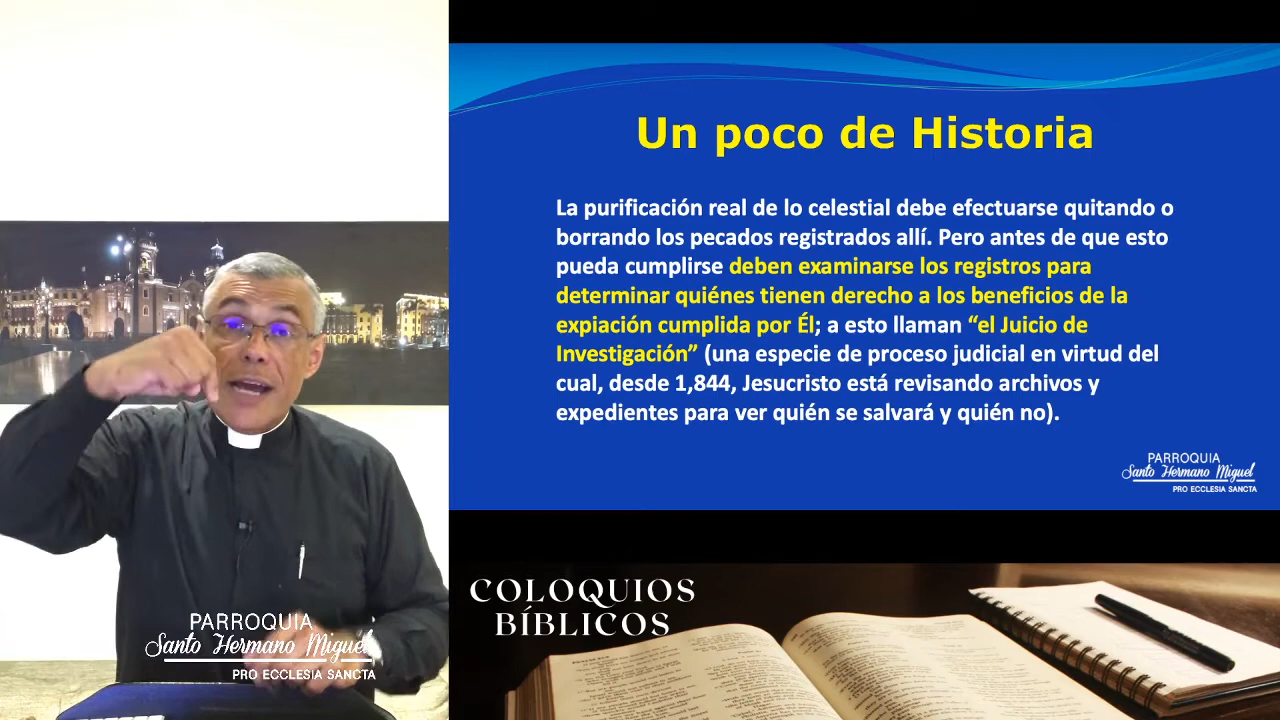 Un poco de Historia
La purificación real de lo celestial debe efectuarse quitando o
borrando los pecados registrados allí. Pero antes de que esto
pueda cumplirse deben examinarse los registros para
determinar quiénes tienen derecho a los beneficios de la
expiación cumplida por Él; a esto llaman “el Juicio de
Investigación” (una especie de proceso judicial en virtud del
cual, desde 1,844, Jesucristo está revisando archivos y
expedientes para ver quién se salvará y quién no).
PARROQUIA
Santo Hermano Miguel
PRO ECCLESIA SANCTA
COLOQUIOS
BÍBLICOS
PARROQUIA
Santo Hermano Miguel
PRO ECCLESIA SANCTA